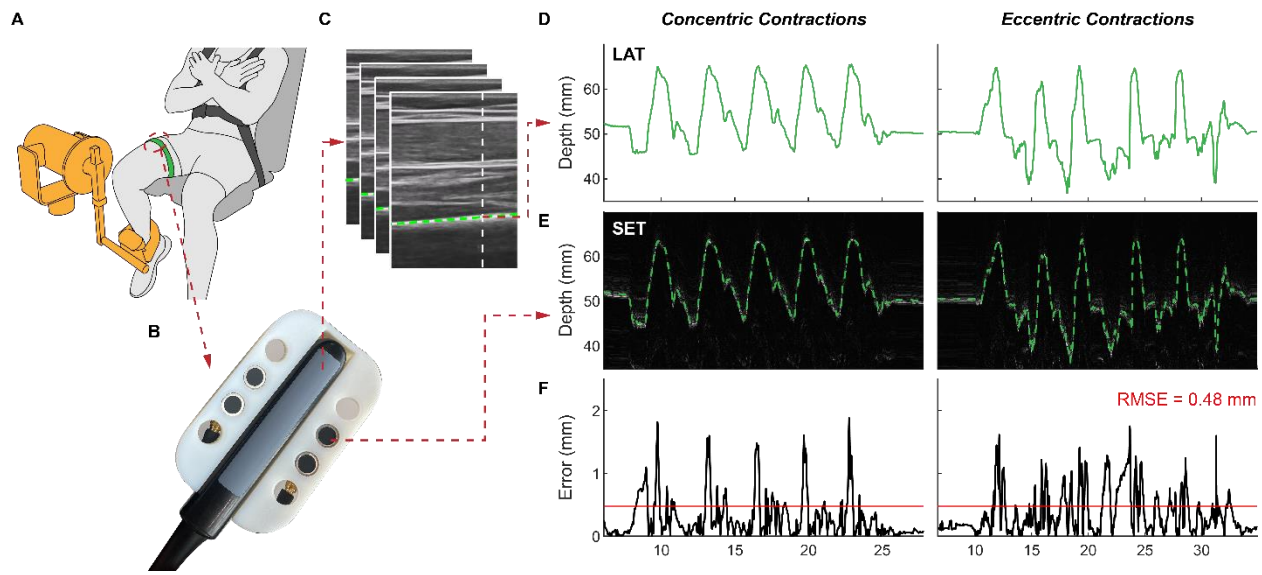 A
B
C
D
Concentric Contractions
Eccentric Contractions
LAT
Depth (mm)
60
50
40
E
SET
Depth (mm)
60
50
40
F
RMSE = 0.48 mm
Error (mm)
2
1
0
10
15
20
25
10
15
20
25
30